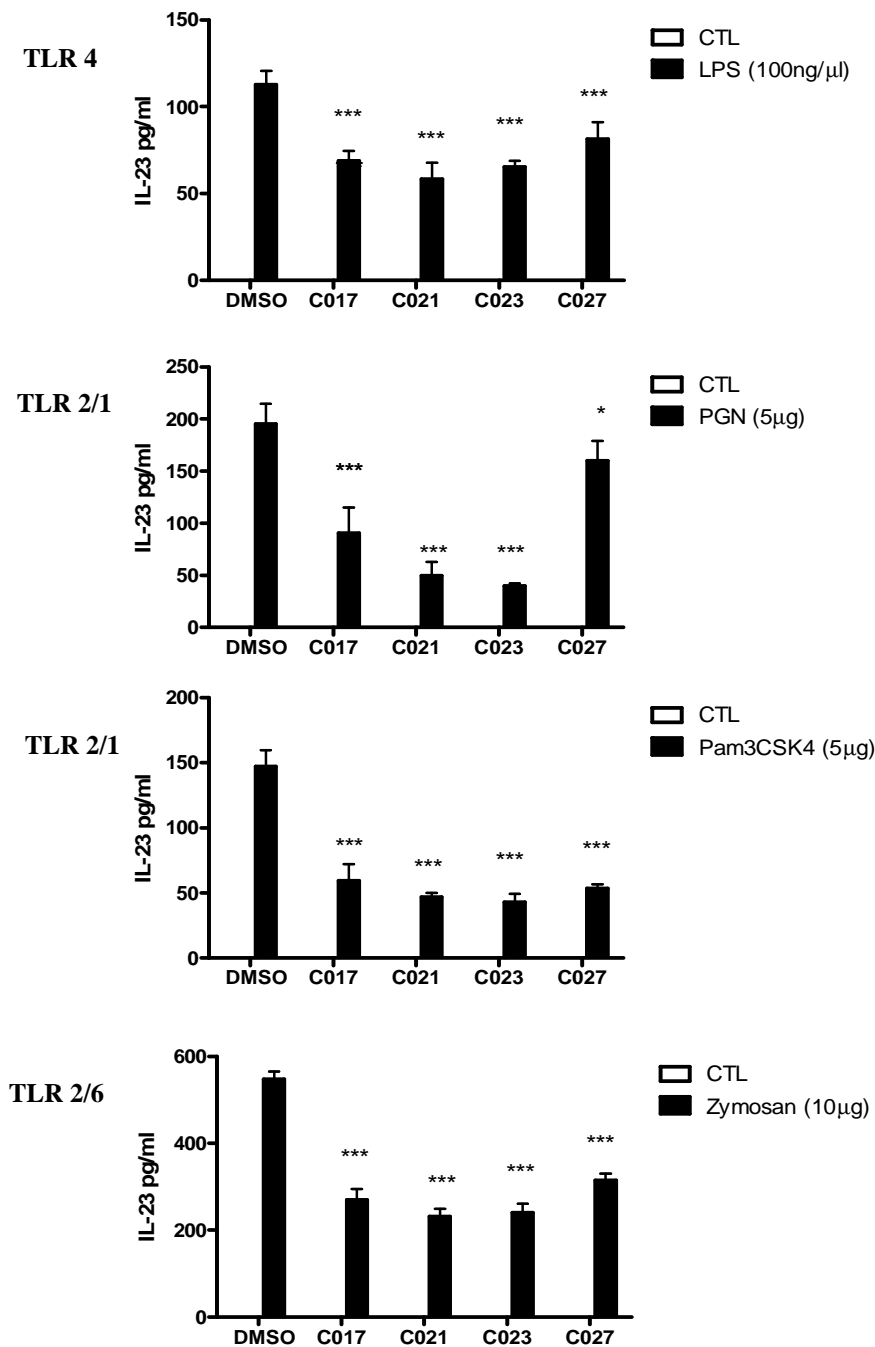 TLR 4
IL-23 pg/ml
150
100
50
0
*** *** *** ***
DMSO C017 C021 C023 C027
CTL
LPS (100ng/μl)
TLR 2/1
IL-23 pg/ml
250
200
150
100
50
0
*** *** *** *
DMSO C017 C021 C023 C027
CTL
PGN (5μg)
TLR 2/1
IL-23 pg/ml
200
150
100
50
0
*** *** *** ***
DMSO C017 C021 C023 C027
CTL
Pam3CSK4 (5μg)
TLR 2/6
IL-23 pg/ml
600
400
200
0
*** *** *** ***
DMSO C017 C021 C023 C027
CTL
Zymosan (10μg)